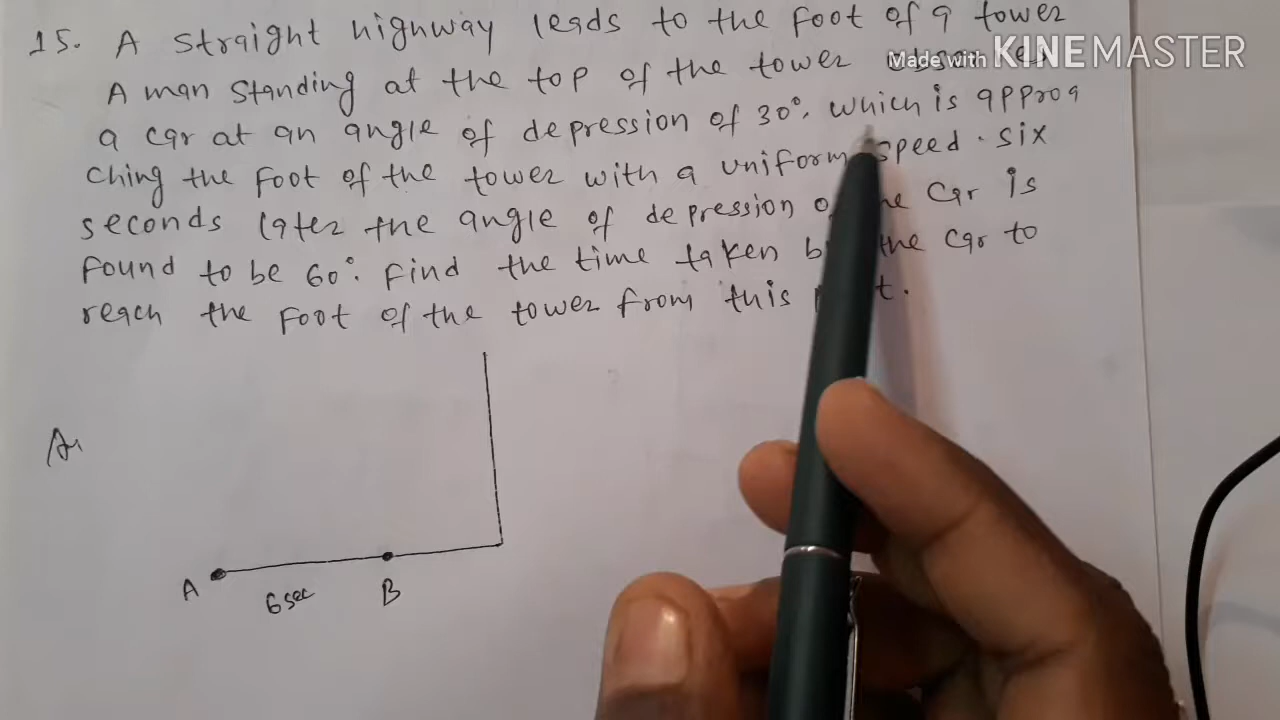 15. A straight highway leads to the foot of a tower
Made with KINEMASTER
A man standing at the top of the tower
a car at an angle of depression of 30°. which is approa
ching the foot of the tower with a uniform speed. six
seconds later the angle of depression of the car is
found to be 60°. Find the time taken the car to
reach the foot of the tower from this
A
6 sec
B